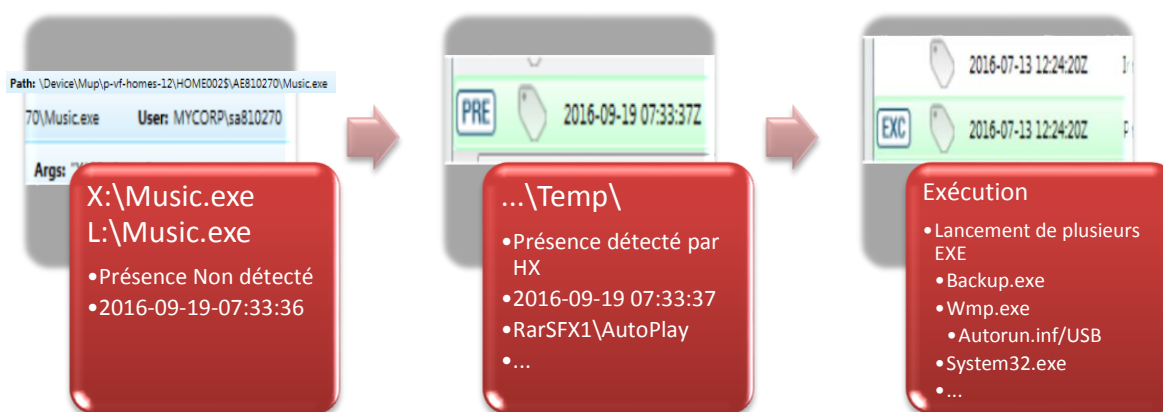 Path: \Device\Mup\p-vf-homes-12\HOME002$\AE810270\Music.exe
70\Music.exe User: MYCORP\sa810270
Args:
X:\Music.exe
L:\Music.exe
•Présence Non détecté
•2016-09-19-07:33:36
PRE 2016-09-19 07:33:37Z
...\Temp\
•Présence détecté par
HX
•2016-09-19 07:33:37
•RarSFX1\AutoPlay
•...
2016-07-13 12:24:20Z
EXC 2016-07-13 12:24:20Z
Exécution
•Lancement de plusieurs
EXE
•Backup.exe
•Wmp.exe
•Autorun.inf/USB
•System32.exe
•...